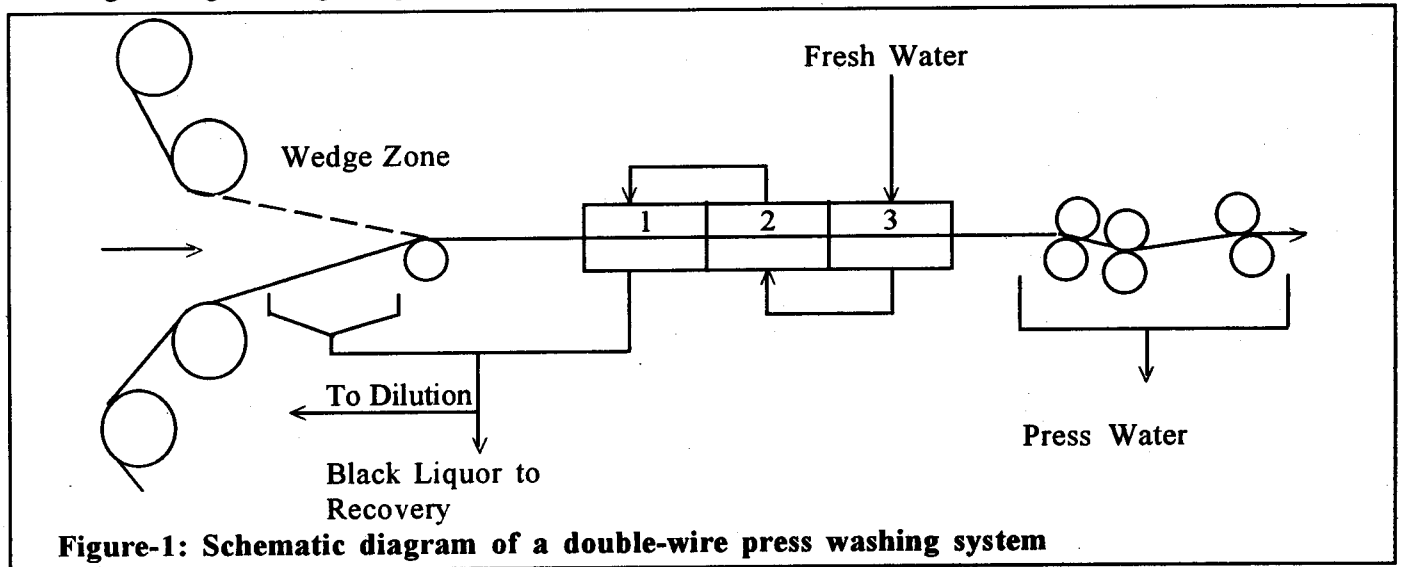 Fresh Water
Wedge Zone
1 2 3
To Dilution
Black Liquor to
Recovery
Press Water
Figure-1: Schematic diagram of a double-wire press washing system